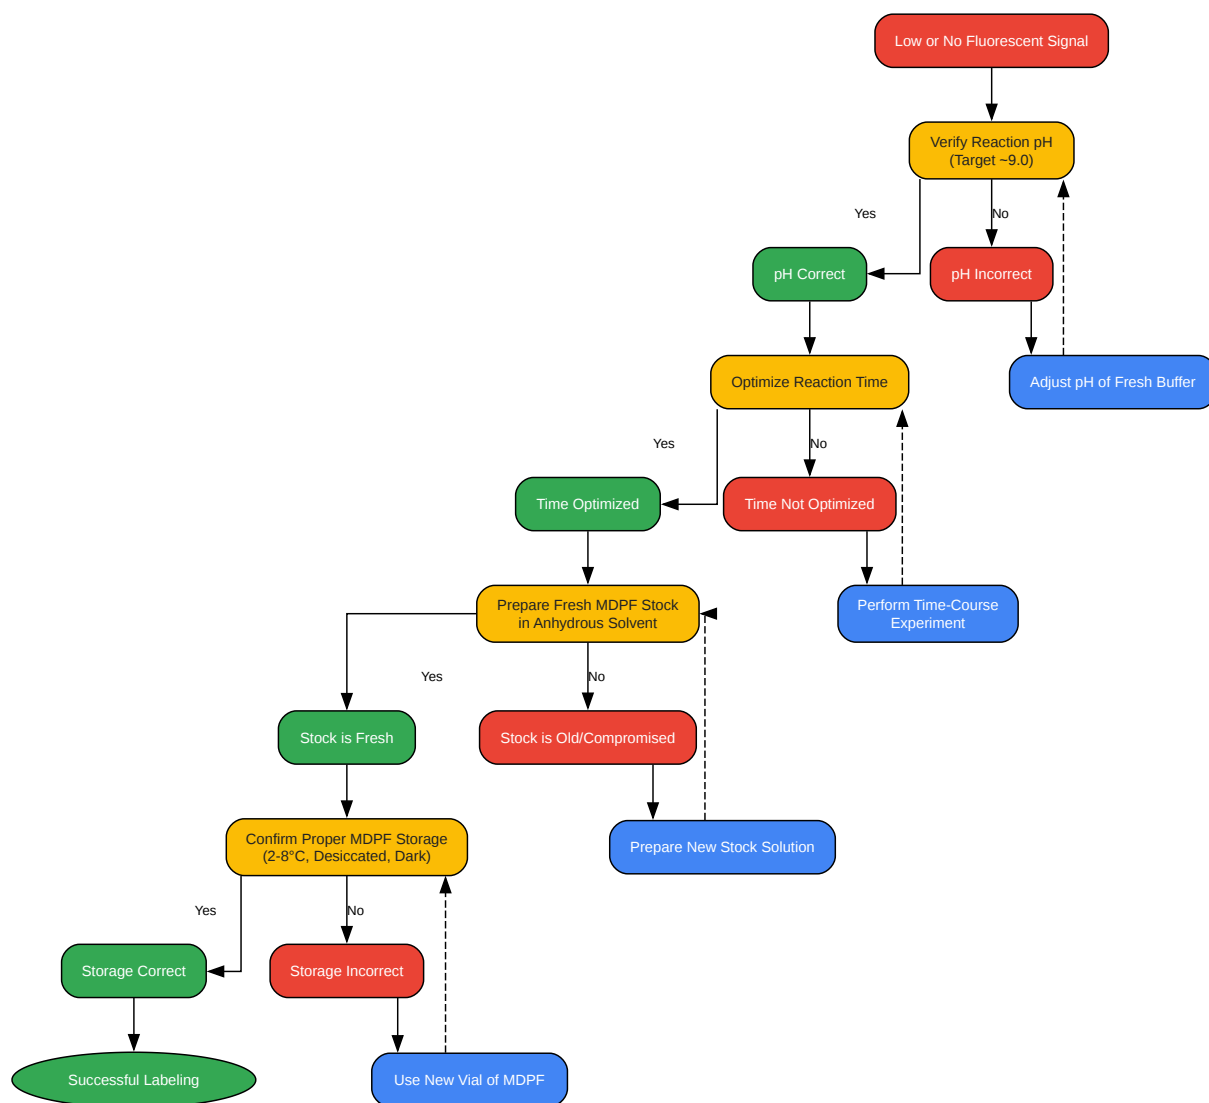 Low or No Fluorescent Signal
Verify Reaction pH
(Target ~9.0)
Yes
No
pH Correct
pH Incorrect
Optimize Reaction Time
Adjust pH of Fresh Buffer
Yes
No
Time Optimized
Time Not Optimized
Prepare Fresh MDPF Stock
in Anhydrous Solvent
Perform Time-Course
Experiment
Yes
No
Stock is Fresh
Stock is Old/Compromised
Confirm Proper MDPF Storage
(2-8°C, Desiccated, Dark)
Prepare New Stock Solution
Yes
No
Storage Correct
Storage Incorrect
Successful Labeling
Use New Vial of MDPF